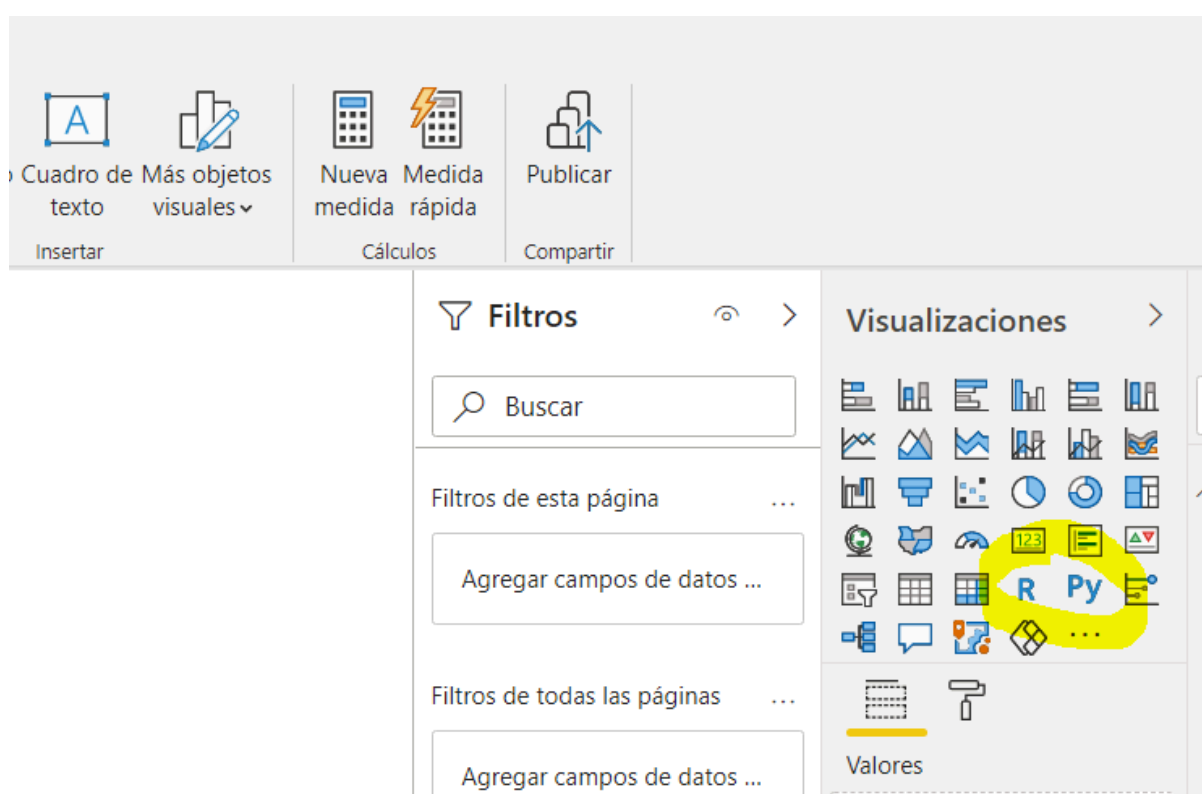 A
Cuadro de Más objetos
texto visuales
Nueva Medida
medida rápida
Publicar
Insertar
Cálculos
Compartir
Filtros
Buscar
Filtros de esta página ...
Agregar campos de datos ...
Filtros de todas las páginas ...
Agregar campos de datos ...
Visualizaciones
123
R Py
...
Valores